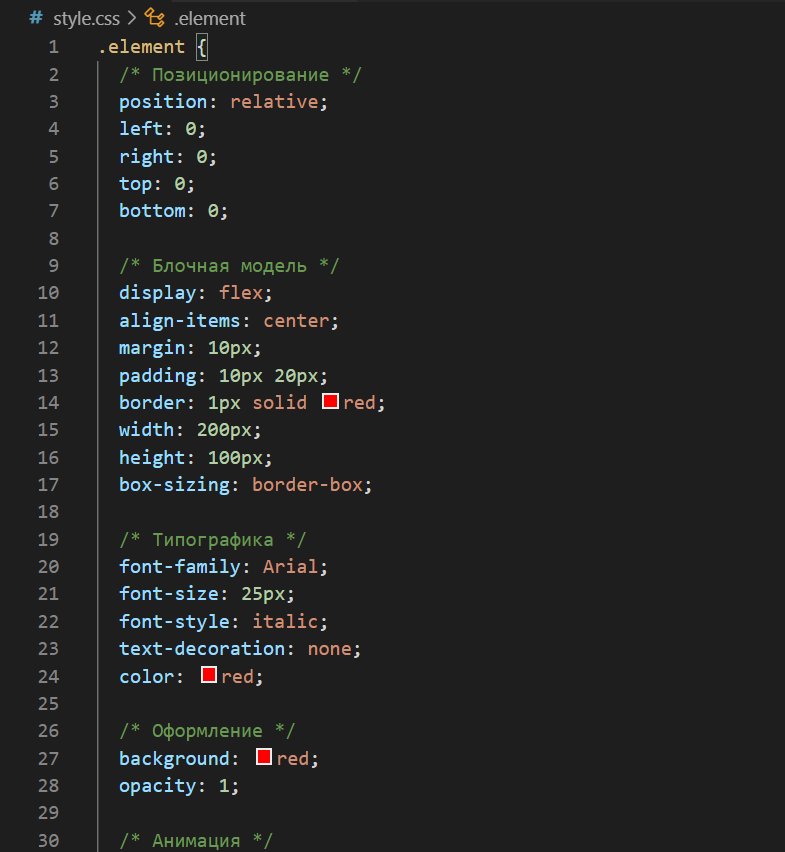 # style.css > .element
1 .element {
2 /* Позиционирование */
3 position: relative;
4 left: 0;
5 right: 0;
6 top: 0;
7 bottom: 0;
8
9 /* Блочная модель */
10 display: flex;
11 align-items: center;
12 margin: 10px;
13 padding: 10px 20px;
14 border: 1px solid red;
15 width: 200px;
16 height: 100px;
17 box-sizing: border-box;
18
19 /* Типографика */
20 font-family: Arial;
21 font-size: 25px;
22 font-style: italic;
23 text-decoration: none;
24 color: red;
25
26 /* Оформление */
27 background: red;
28 opacity: 1;
29
30 /* Анимация */